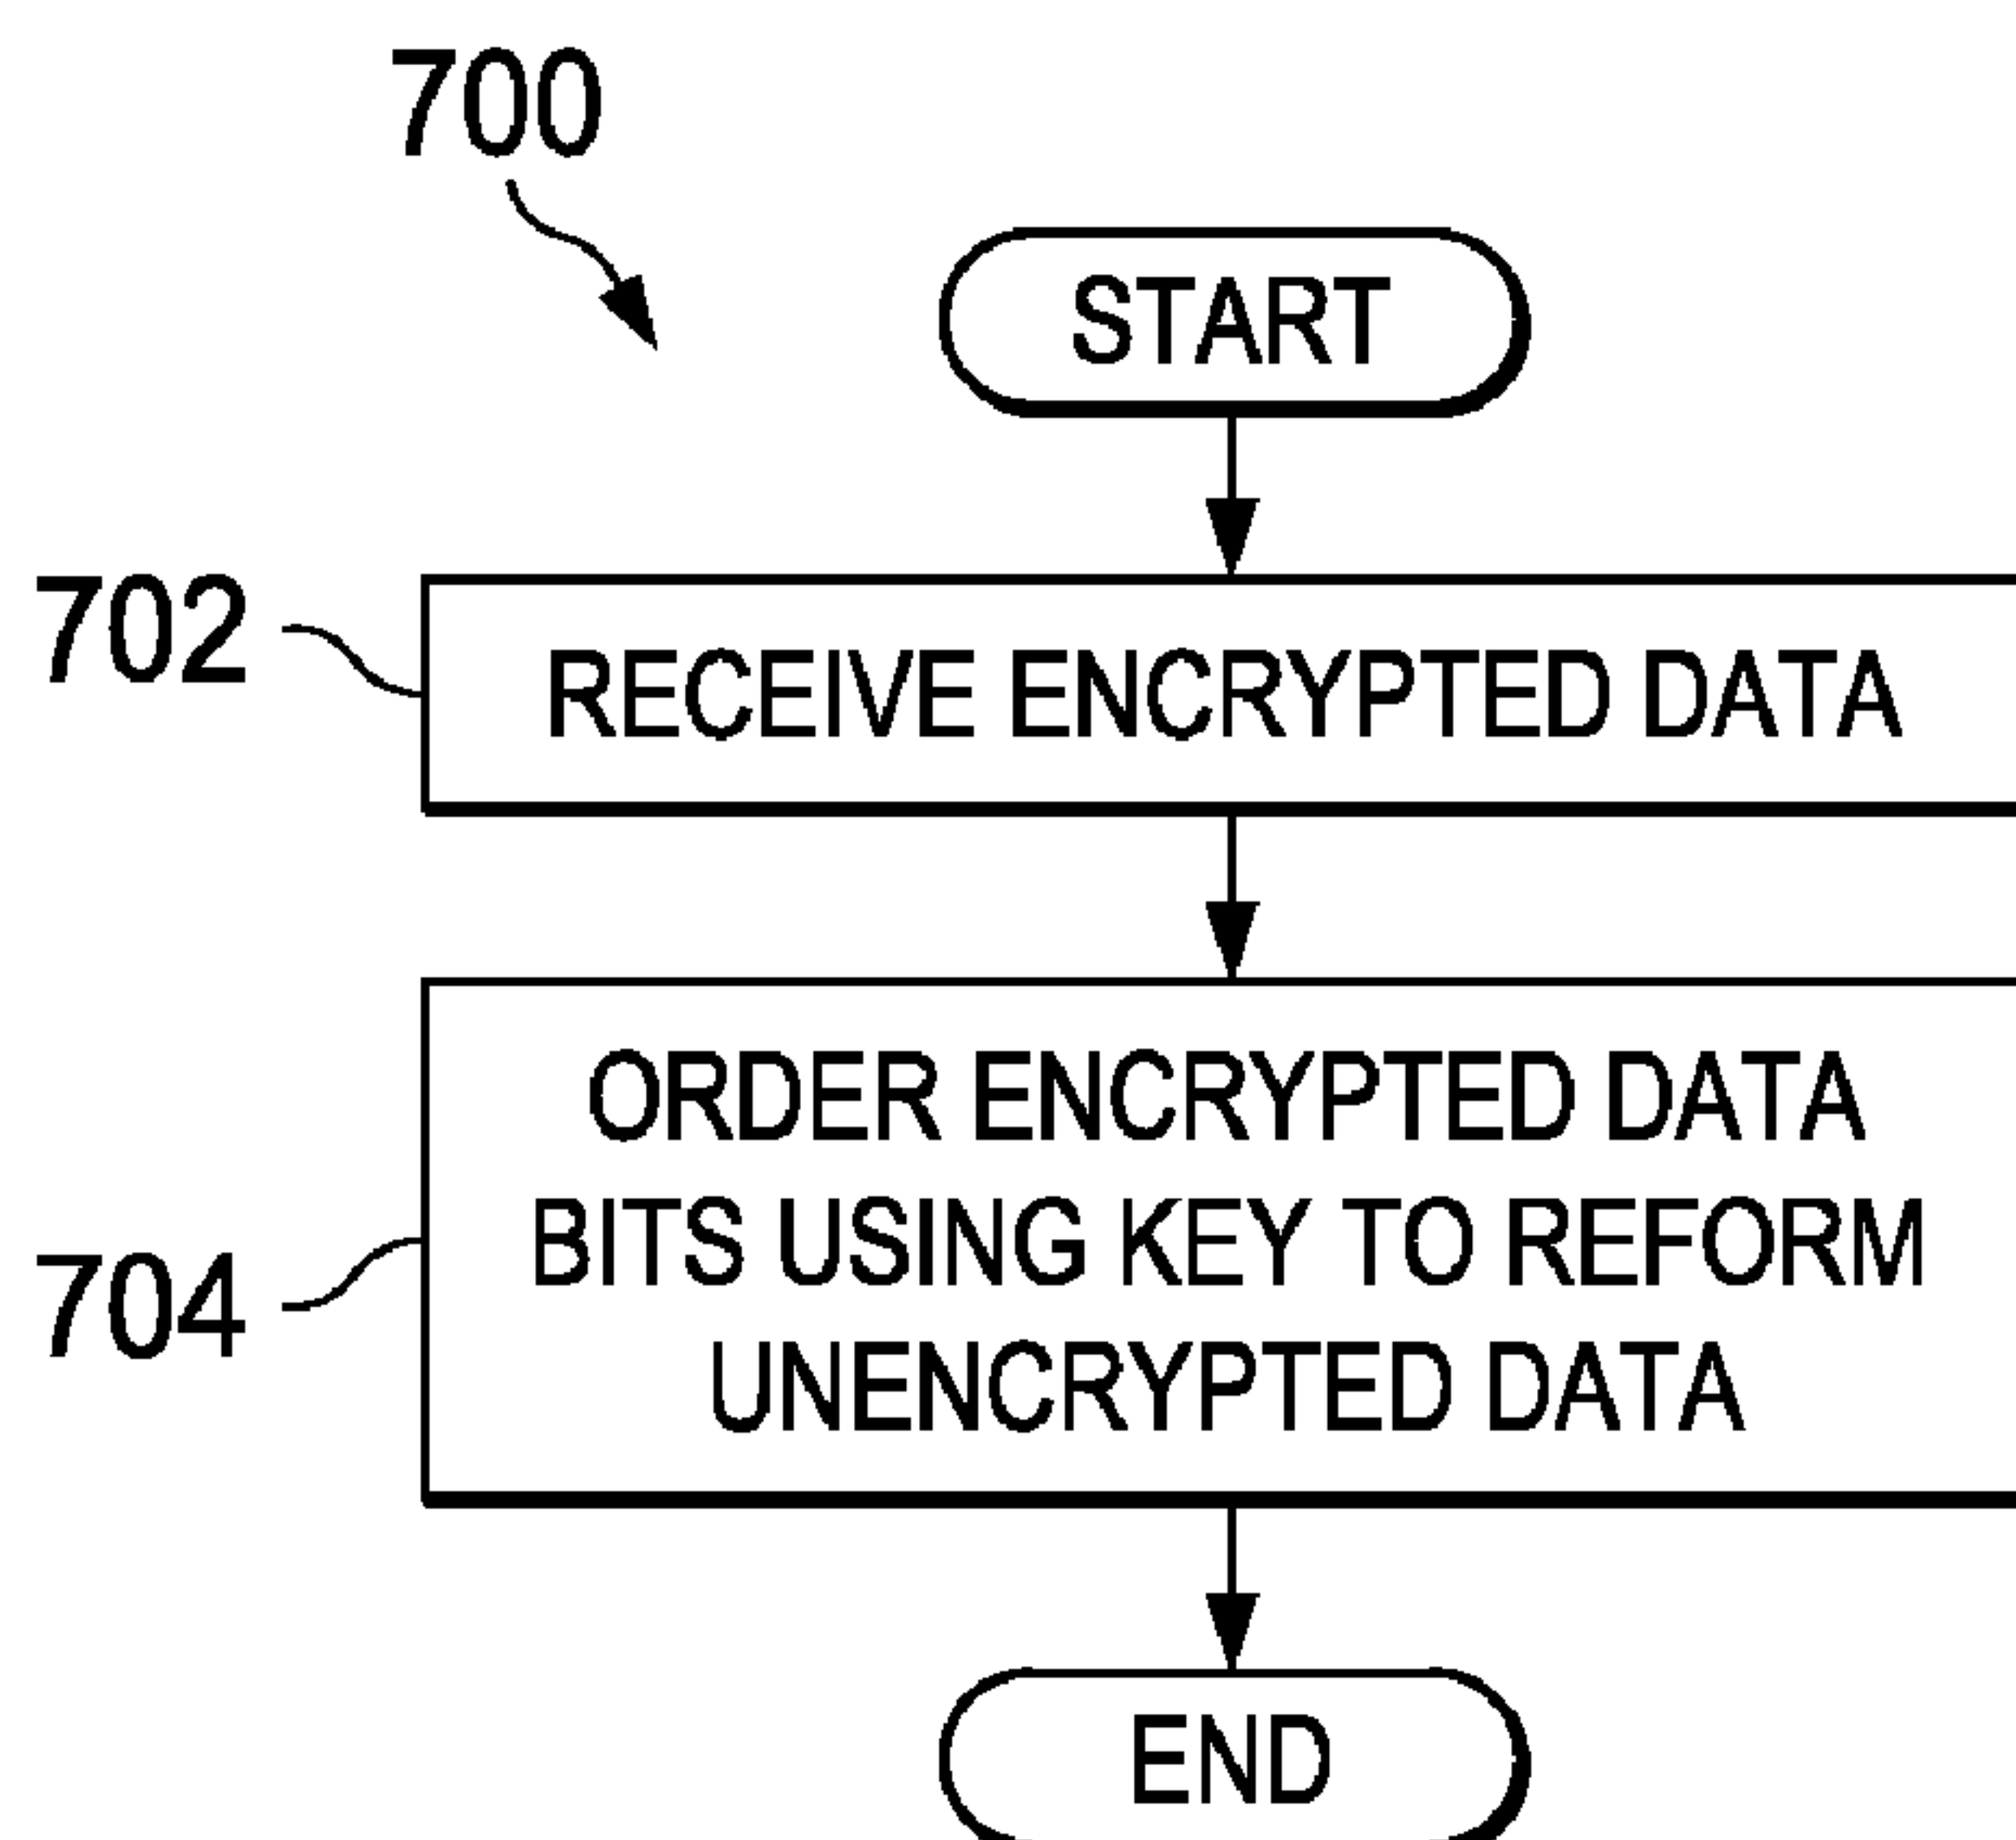 700
START
702
RECEIVE ENCRYPTED DATA
ORDER ENCRYPTED DATA
BITS USING KEY TO REFORM
704
UNENCRYPTED DATA
END